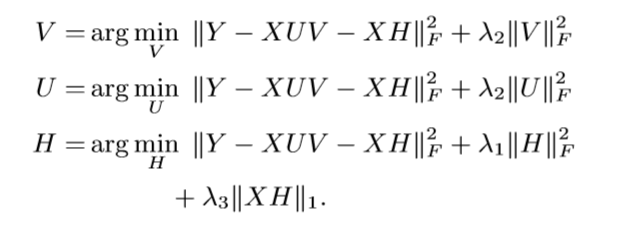 V = arg min_V ‖Y − XUV − XH‖²_F + λ₂‖V‖²_F
U = arg min_U ‖Y − XUV − XH‖²_F + λ₂‖U‖²_F
H = arg min_H ‖Y − XUV − XH‖²_F + λ₁‖H‖²_F
+ λ₃‖XH‖₁.